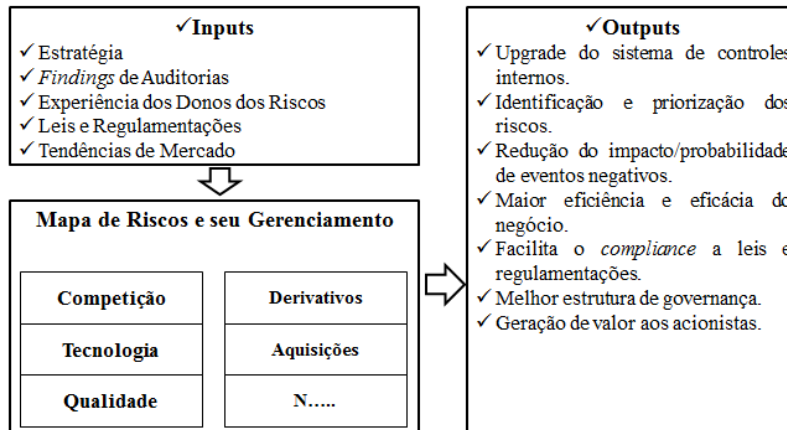 ✓Inputs
✓Estratégia
✓Findings de Auditorias
✓Experiência dos Donos dos Riscos
✓Leis e Regulamentações
✓Tendências de Mercado
Mapa de Riscos e seu Gerenciamento
Competição
Tecnologia
Qualidade
Derivativos
Aquisições
N.....
✓Outputs
✓Upgrade do sistema de controles
internos.
✓Identificação e priorização dos
riscos.
✓Redução do impacto/probabilidade
de eventos negativos.
✓Maior eficiência e eficácia do
negócio.
✓Facilita o compliance a leis e
regulamentações.
✓Melhor estrutura de governança.
✓Geração de valor aos acionistas.